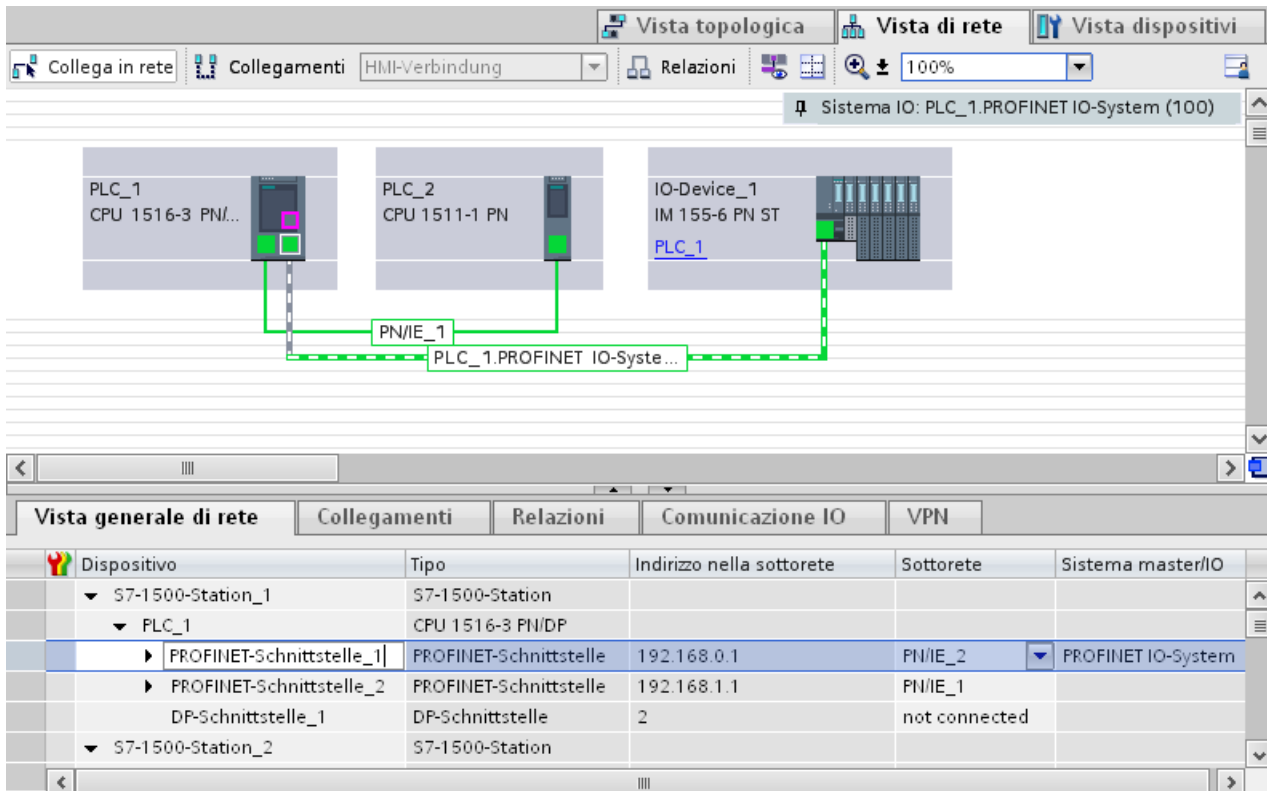 Vista topologica Vista di rete Vista dispositivi
Collega in rete Collegamenti HMI-Verbindung Relazioni 100%
Sistema IO: PLC_1.PROFINET IO-System (100)
PLC_1
CPU 1516-3 PN/...
PLC_2
CPU 1511-1 PN
IO-Device_1
IM 155-6 PN ST
PLC_1
PN/IE_1
PLC_1.PROFINET IO-Syste...
Vista generale di rete Collegamenti Relazioni Comunicazione IO VPN
Dispositivo Tipo Indirizzo nella sottorete Sottorete Sistema master/IO
S7-1500-Station_1 S7-1500-Station
PLC_1 CPU 1516-3 PN/DP
PROFINET-Schnittstelle_1 PROFINET-Schnittstelle 192.168.0.1 PN/IE_2 PROFINET IO-System
PROFINET-Schnittstelle_2 PROFINET-Schnittstelle 192.168.1.1 PN/IE_1
DP-Schnittstelle_1 DP-Schnittstelle 2 not connected
S7-1500-Station_2 S7-1500-Station